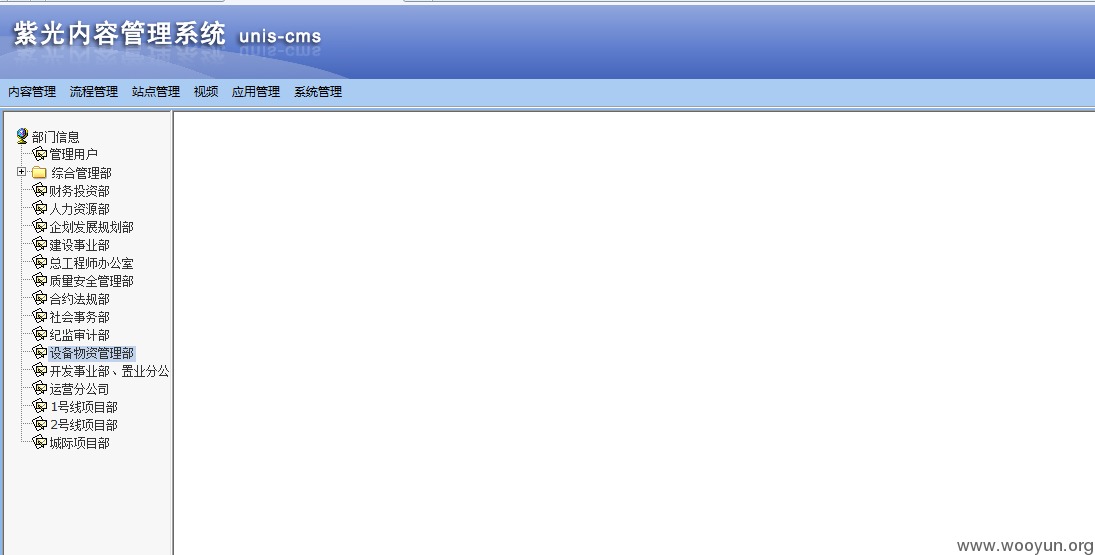 紫光内容管理系统 unis-cms
内容管理 流程管理 站点管理 视频 应用管理 系统管理
部门信息
管理用户
综合管理部
财务投资部
人力资源部
企划发展规划部
建设事业部
总工程师办公室
质量安全管理部
合约法规部
社会事务部
纪监审计部
设备物资管理部
开发事业部、置业分公
运营分公司
1号线项目部
2号线项目部
城际项目部
www.wooyun.org